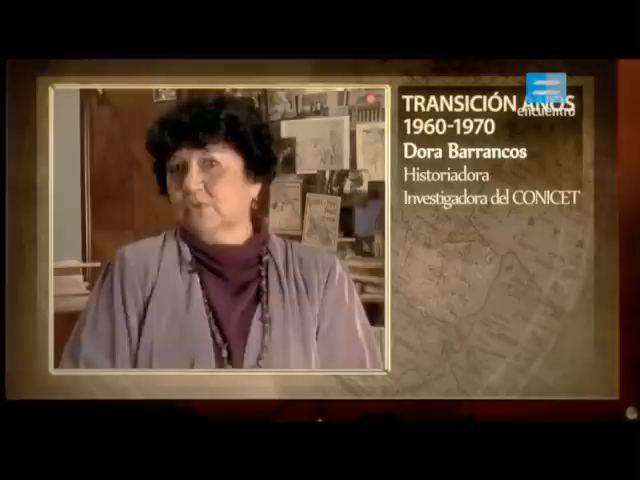 TRANSICIÓN AÑOS
encuentro
1960-1970
Dora Barrancos
Historiadora
Investigadora del CONICET